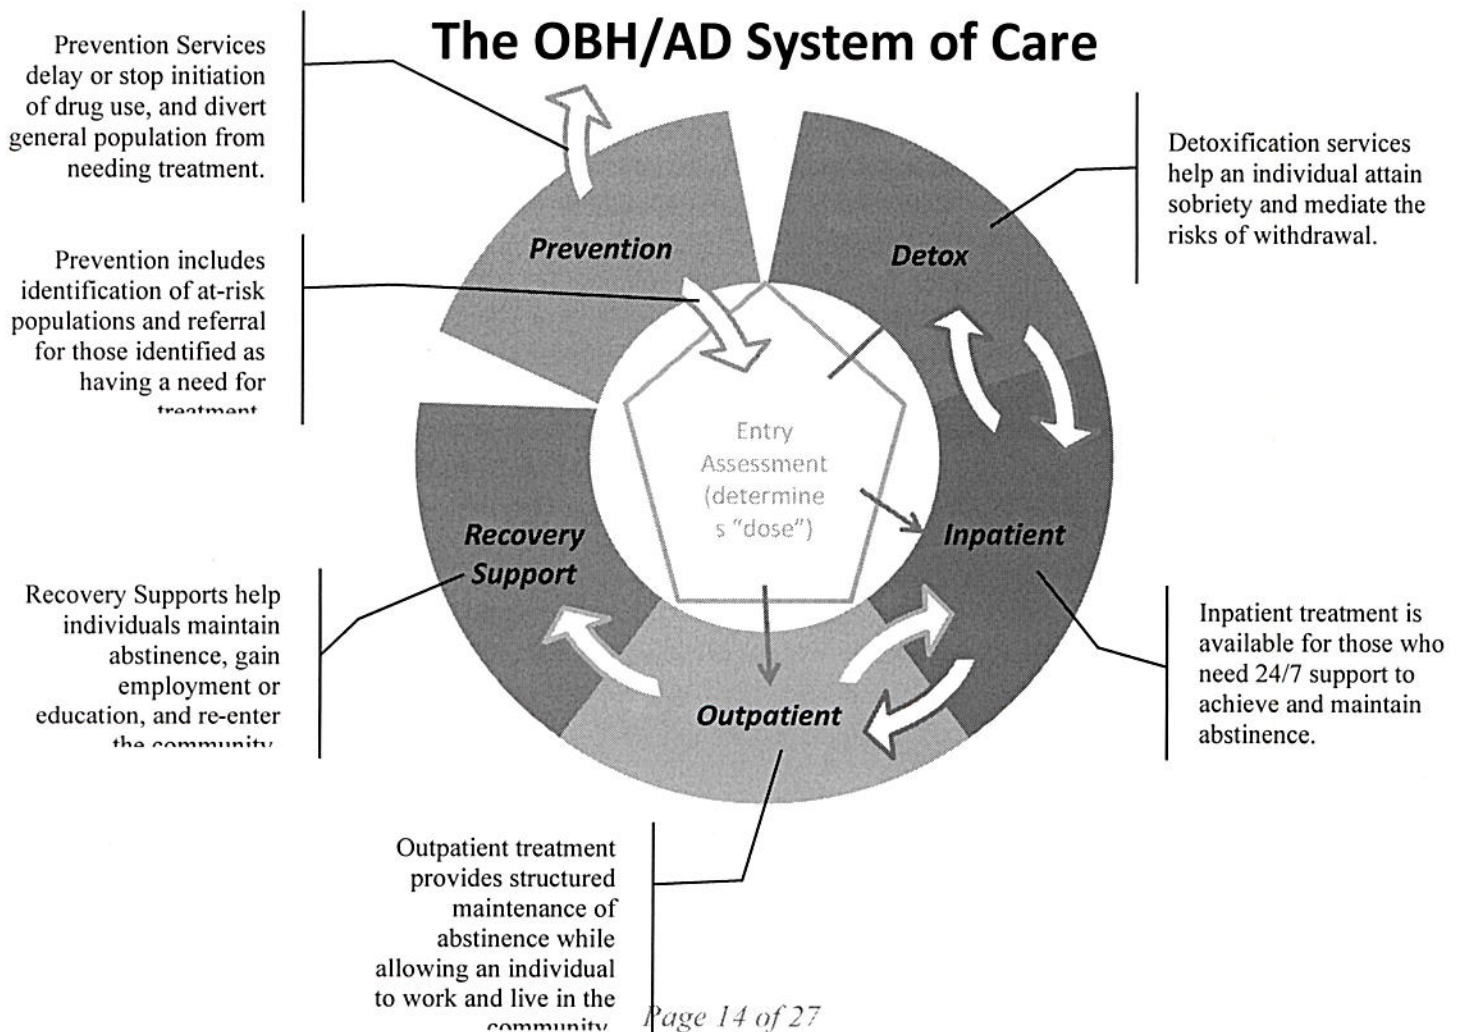 The OBH/AD System of Care
Prevention Services
delay or stop initiation
of drug use, and divert
general population from
needing treatment.
Prevention includes
identification of at-risk
populations and referral
for those identified as
having a need for
treatment.
Prevention
Detox
Detoxification services
help an individual attain
sobriety and mediate the
risks of withdrawal.
Entry
Assessment
(determine
s “dose”)
Recovery
Support
Inpatient
Recovery Supports help
individuals maintain
abstinence, gain
employment or
education, and re-enter
the community.
Inpatient treatment is
available for those who
need 24/7 support to
achieve and maintain
abstinence.
Outpatient
Outpatient treatment
provides structured
maintenance of
abstinence while
allowing an individual
to work and live in the
community.
Page 14 of 27